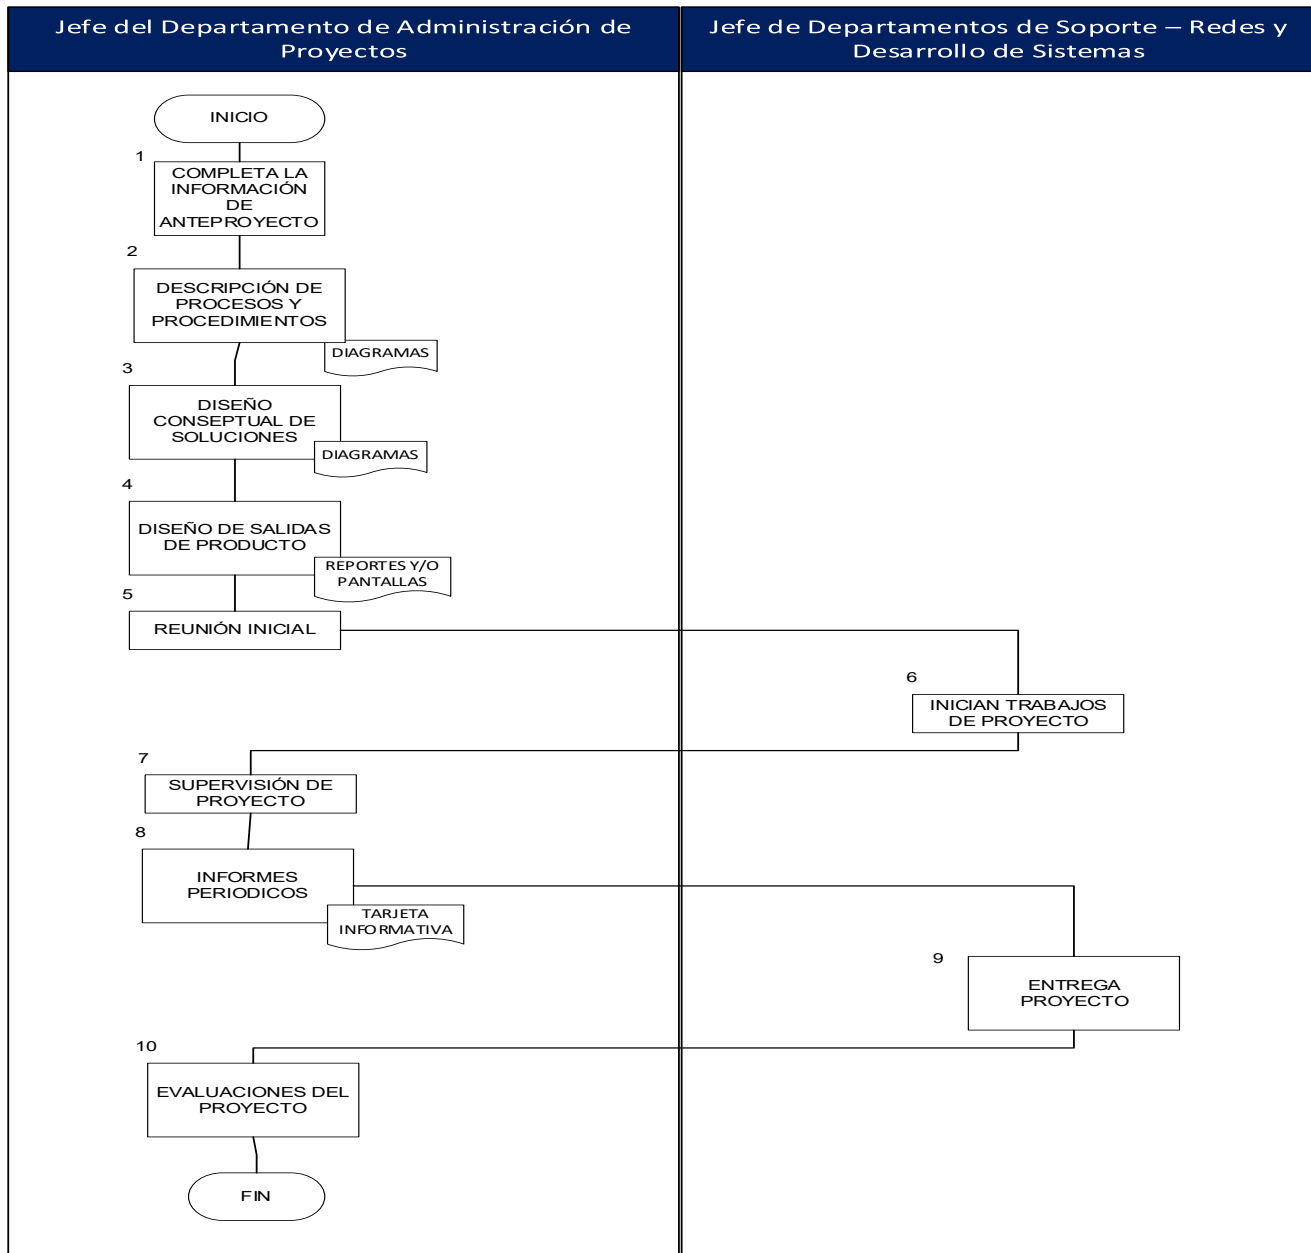 Jefe del Departamento de Administración de
Proyectos
Jefe de Departamentos de Soporte – Redes y
Desarrollo de Sistemas
INICIO
1
COMPLETA LA
INFORMACIÓN
DE
ANTEPROYECTO
2
DESCRIPCIÓN DE
PROCESOS Y
PROCEDIMIENTOS
DIAGRAMAS
3
DISEÑO
CONSEPTUAL DE
SOLUCIONES
DIAGRAMAS
4
DISEÑO DE SALIDAS
DE PRODUCTO
REPORTES Y/O
PANTALLAS
5
REUNIÓN INICIAL
6
INICIAN TRABAJOS
DE PROYECTO
7
SUPERVISIÓN DE
PROYECTO
8
INFORMES
PERIODICOS
TARJETA
INFORMATIVA
9
ENTREGA
PROYECTO
10
EVALUACIONES DEL
PROYECTO
FIN